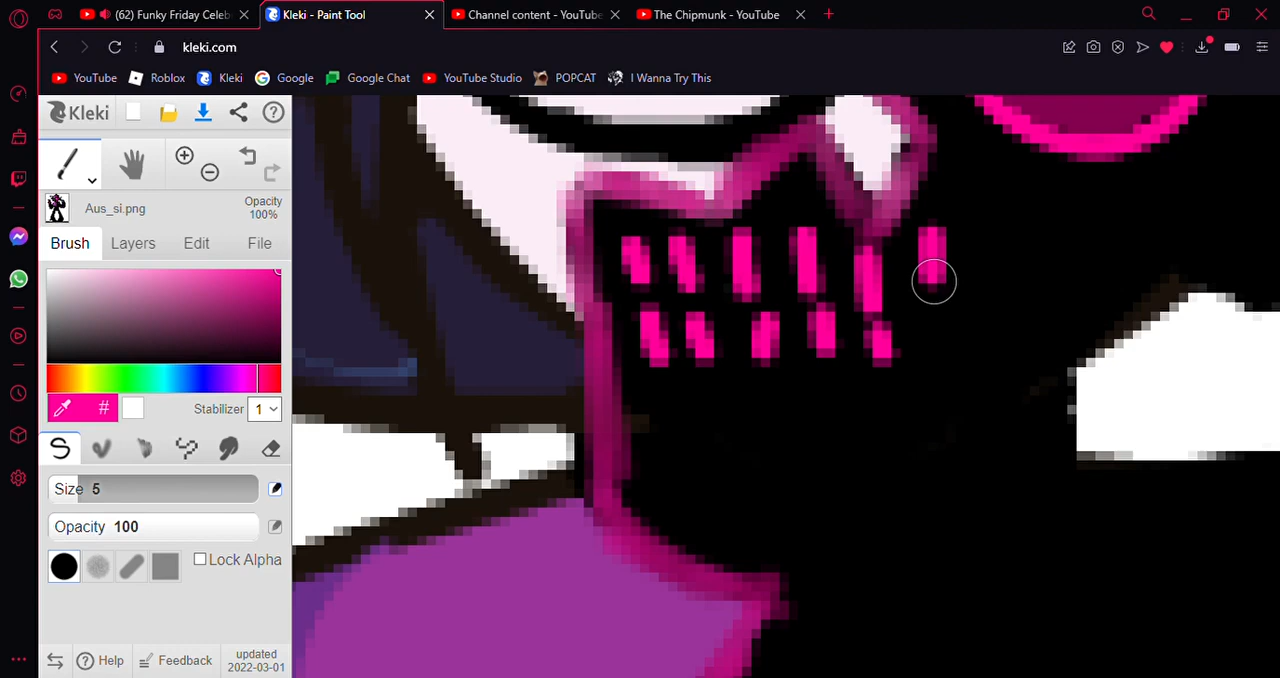 (62) Funky Friday Celebr
Kleki - Paint Tool
Channel content - YouTube
The Chipmunk - YouTube
kleki.com
YouTube
Roblox
Kleki
Google
Google Chat
YouTube Studio
POPCAT
I Wanna Try This
Kleki
Aus_si.png
Opacity
100%
Brush
Layers
Edit
File
#
Stabilizer
1
Size 5
Opacity 100
Lock Alpha
Help
Feedback
updated
2022-03-01